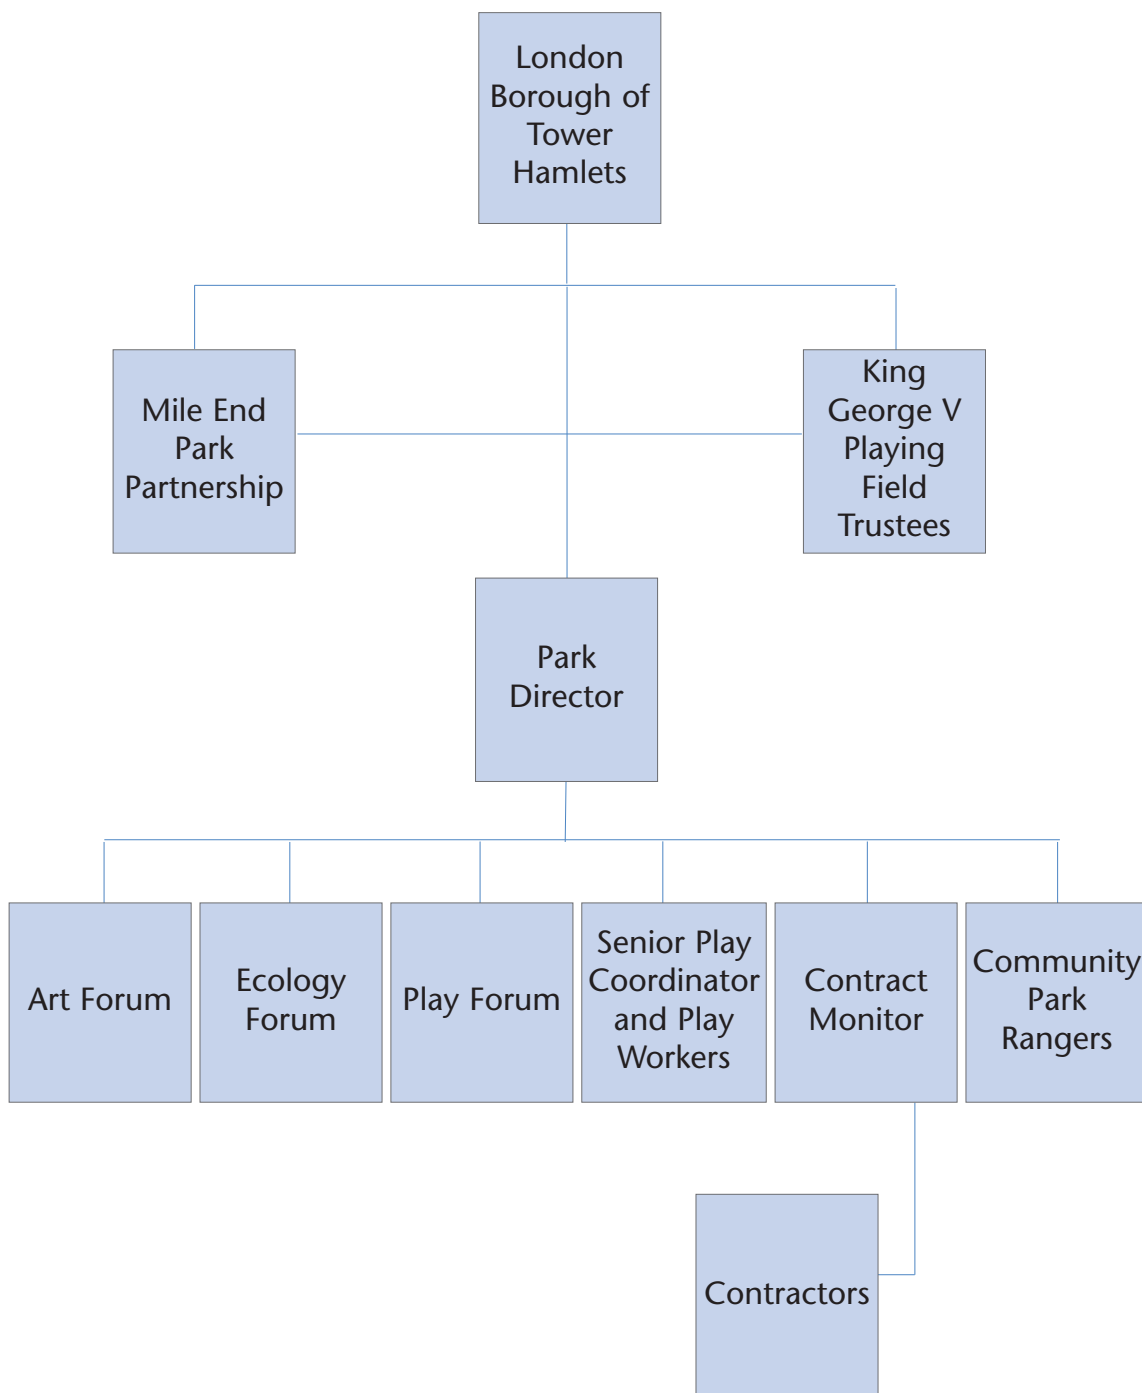 London
Borough of
Tower
Hamlets
Mile End
Park
Partnership
King
George V
Playing
Field
Trustees
Park
Director
Art Forum
Ecology
Forum
Play Forum
Senior Play
Coordinator
and Play
Workers
Contract
Monitor
Community
Park
Rangers
Contractors